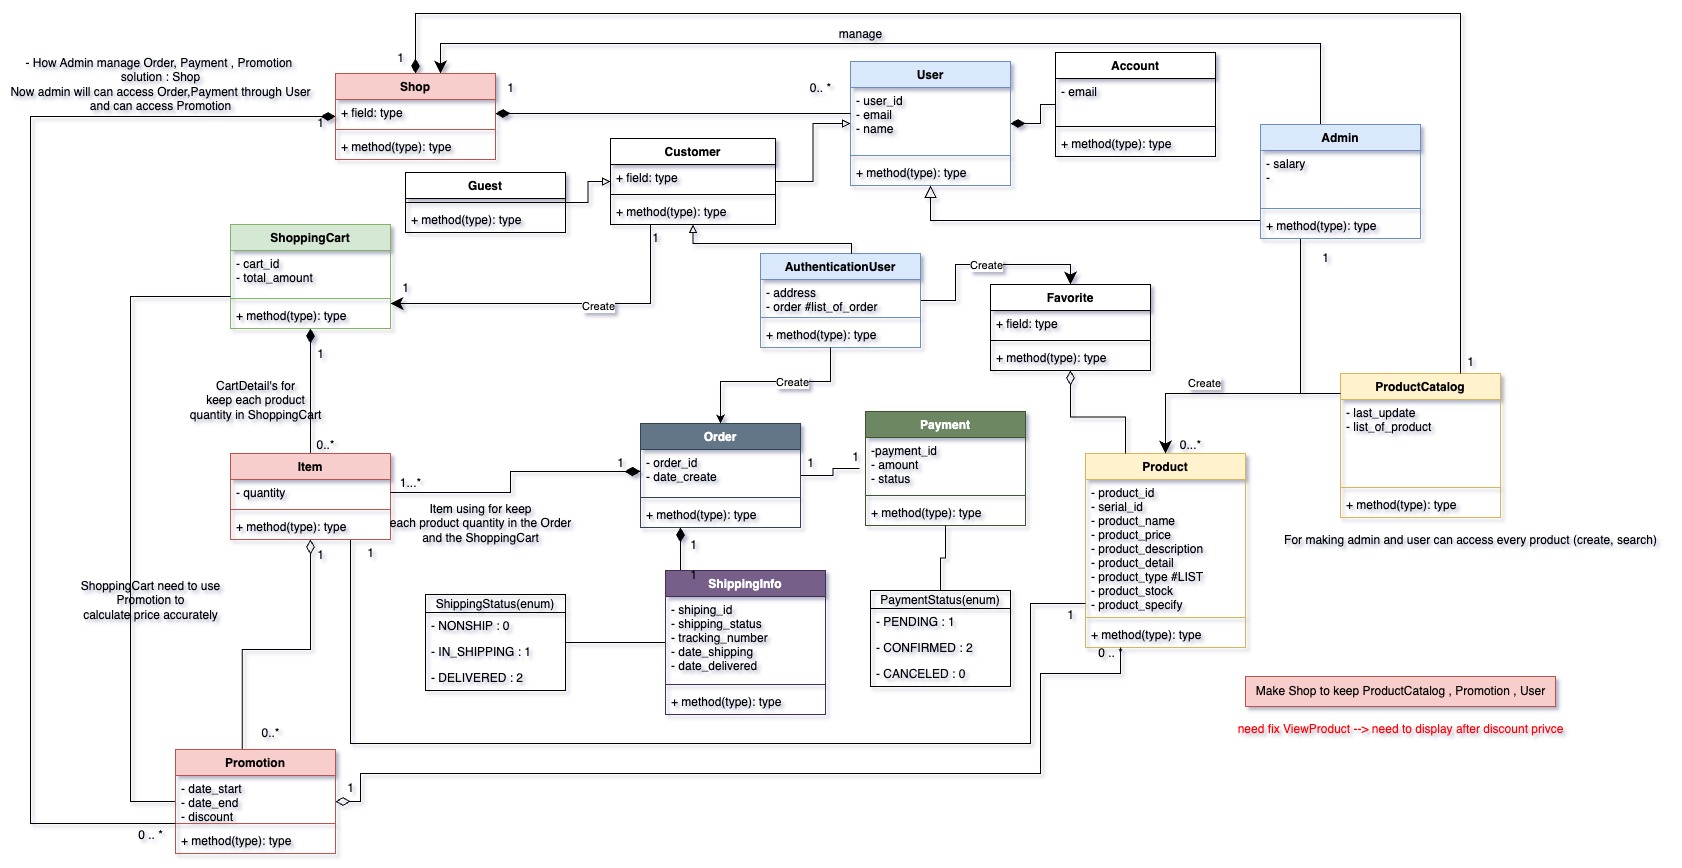 manage
1
- How Admin manage Order, Payment , Promotion
solution : Shop
Now admin will can access Order,Payment through User
and can access Promotion
1
Shop
+ field: type
+ method(type): type
1
0.. *
User
- user_id
- email
- name
+ method(type): type
Account
- email
+ method(type): type
Admin
- salary
-
+ method(type): type
1
Customer
+ field: type
+ method(type): type
1
Guest
+ method(type): type
ShoppingCart
- cart_id
- total_amount
+ method(type): type
1
1
Create
AuthenticationUser
- address
- order #list_of_order
+ method(type): type
Create
Favorite
+ field: type
+ method(type): type
Create
Create
1
ProductCatalog
- last_update
- list_of_product
+ method(type): type
For making admin and user can access every product (create, search)
CartDetail's for
keep each product
quantity in ShoppingCart
0..*
Item
- quantity
+ method(type): type
1
1
1...*
1
Item using for keep
each product quantity in the Order
and the ShoppingCart
Order
- order_id
- date_create
+ method(type): type
1
1
1
1
Payment
-payment_id
- amount
- status
+ method(type): type
0...*
Product
- product_id
- serial_id
- product_name
- product_price
- product_description
- product_detail
- product_type #LIST
- product_stock
- product_specify
+ method(type): type
1
0 .. *
ShoppingCart need to use
Promotion to
calculate price accurately
ShippingStatus(enum)
- NONSHIP : 0
- IN_SHIPPING : 1
- DELIVERED : 2
ShippingInfo
- shiping_id
- shipping_status
- tracking_number
- date_shipping
- date_delivered
+ method(type): type
PaymentStatus(enum)
- PENDING : 1
- CONFIRMED : 2
- CANCELED : 0
Make Shop to keep ProductCatalog , Promotion , User
need fix ViewProduct --> need to display after discount privce
0..*
Promotion
- date_start
- date_end
- discount
+ method(type): type
1
0 .. *